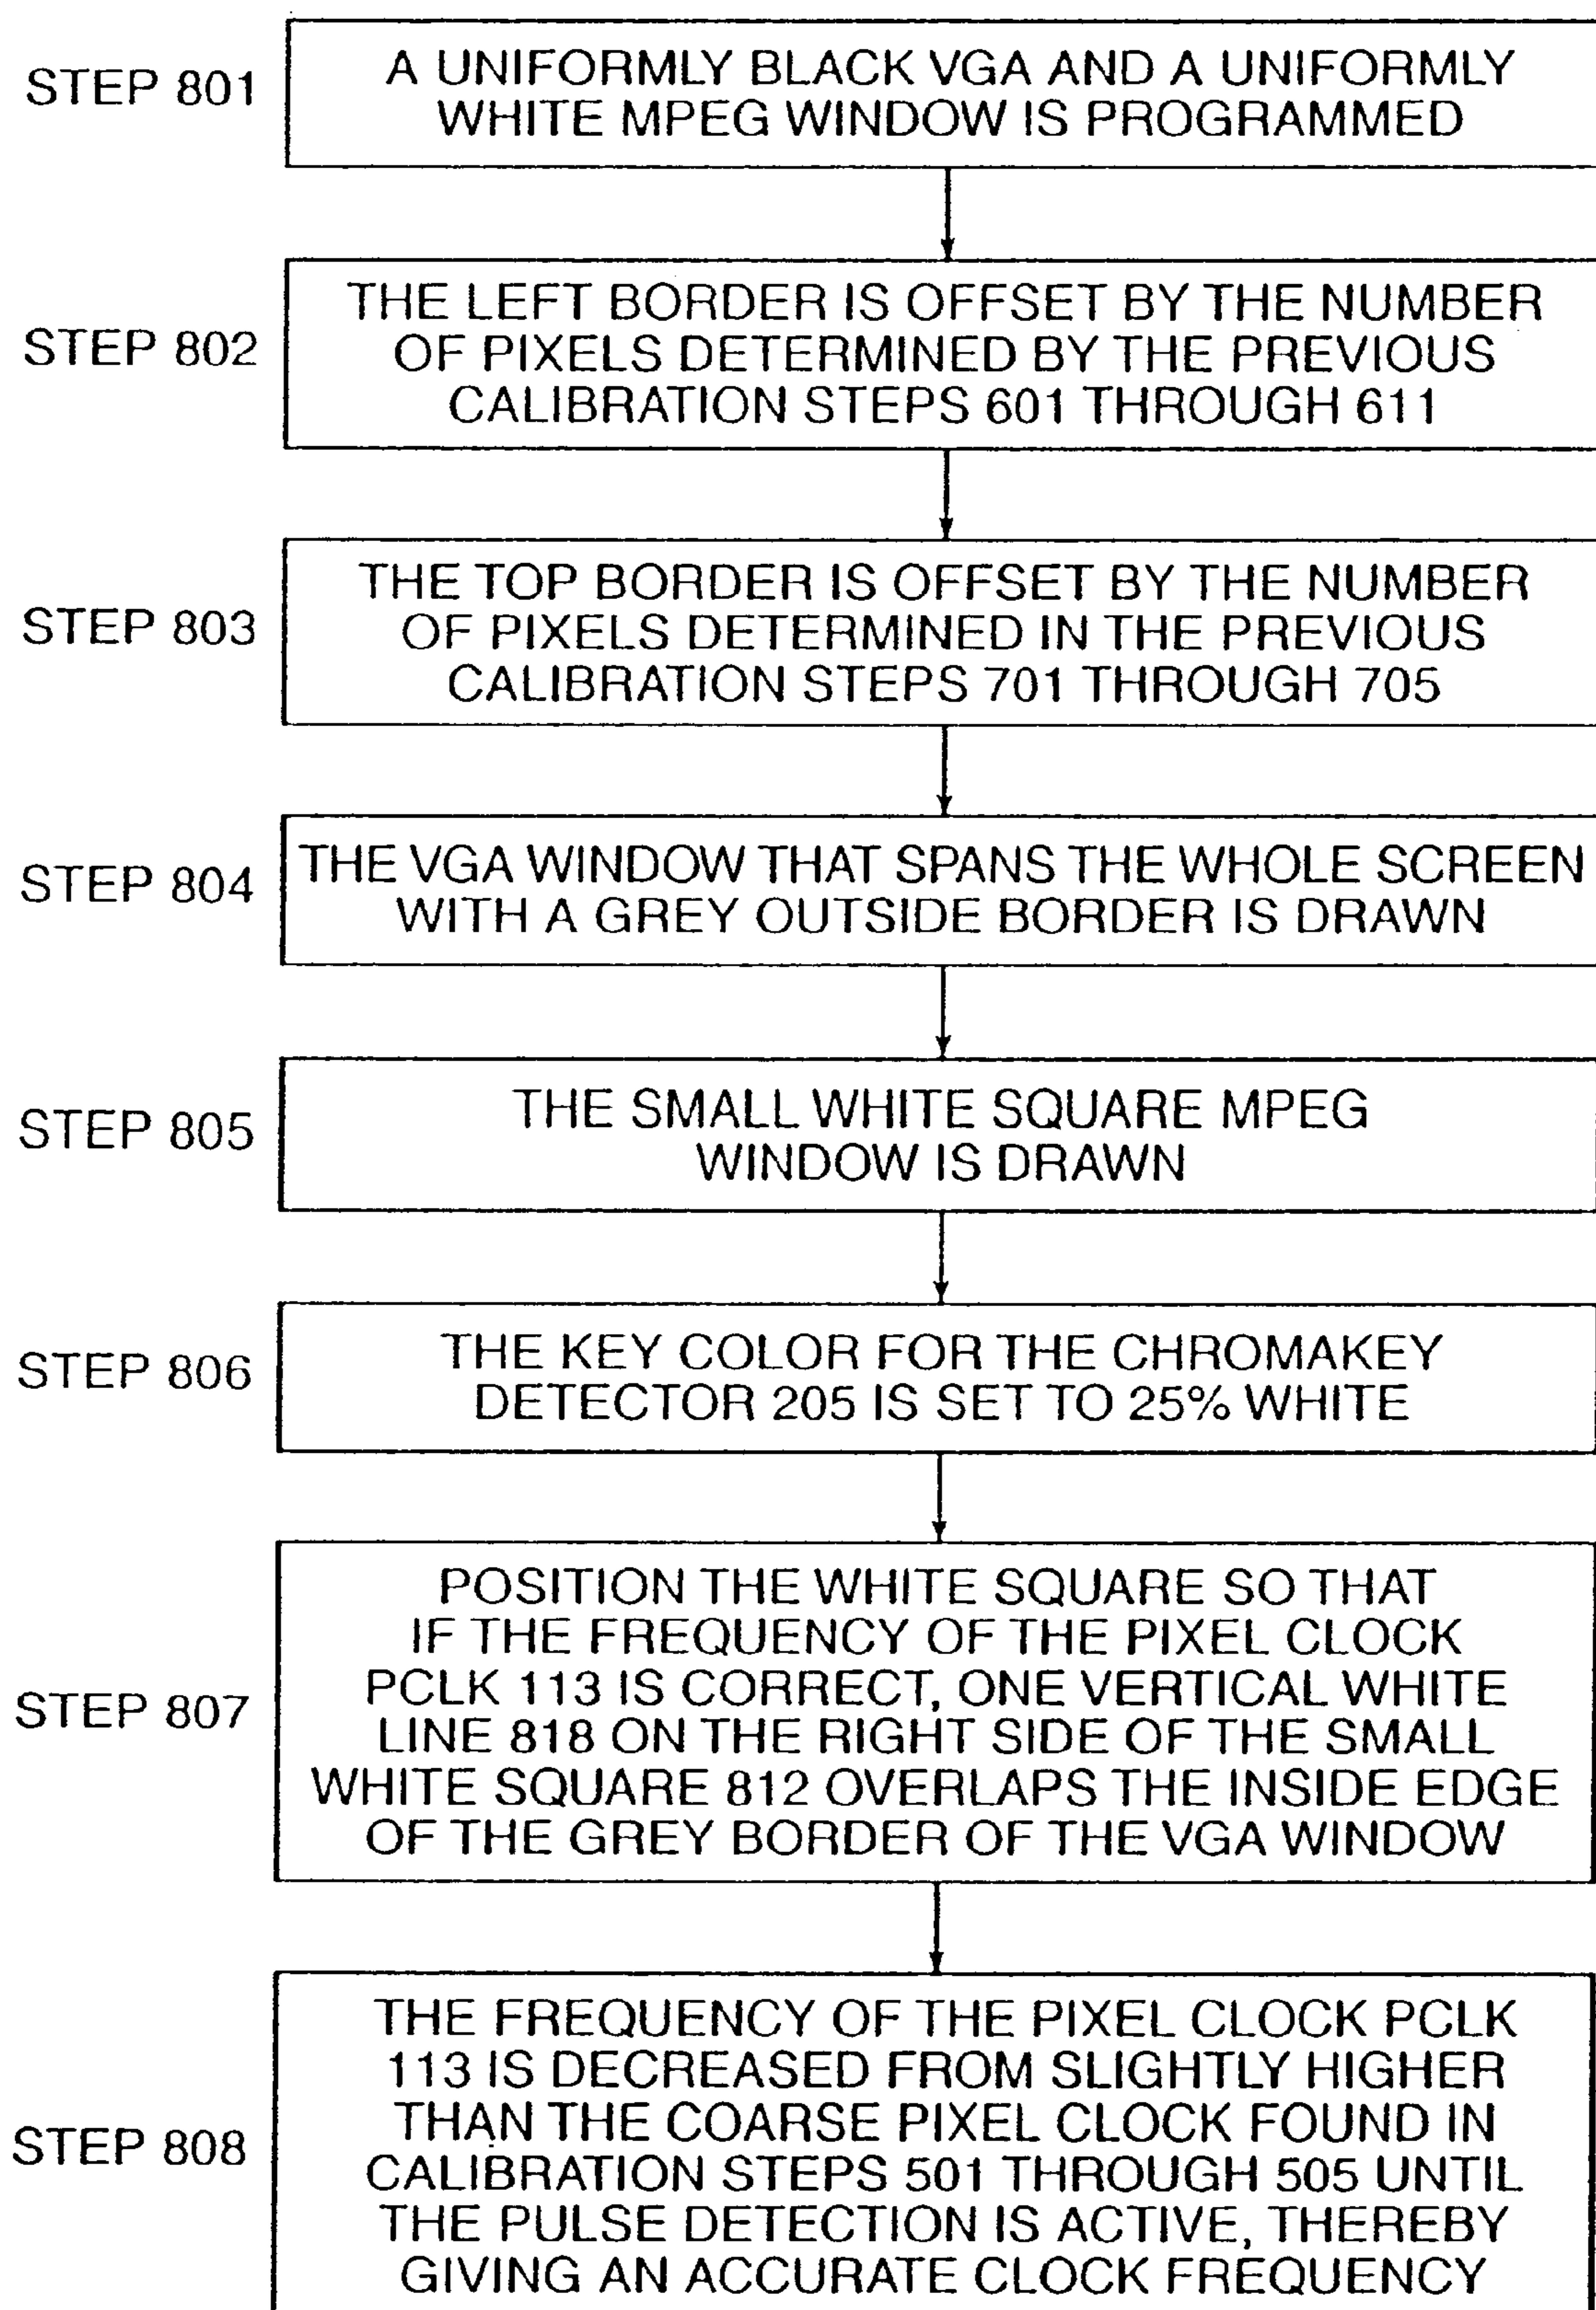 STEP 801
A UNIFORMLY BLACK VGA AND A UNIFORMLY
WHITE MPEG WINDOW IS PROGRAMMED
STEP 802
THE LEFT BORDER IS OFFSET BY THE NUMBER
OF PIXELS DETERMINED BY THE PREVIOUS
CALIBRATION STEPS 601 THROUGH 611
STEP 803
THE TOP BORDER IS OFFSET BY THE NUMBER
OF PIXELS DETERMINED IN THE PREVIOUS
CALIBRATION STEPS 701 THROUGH 705
STEP 804
THE VGA WINDOW THAT SPANS THE WHOLE SCREEN
WITH A GREY OUTSIDE BORDER IS DRAWN
STEP 805
THE SMALL WHITE SQUARE MPEG
WINDOW IS DRAWN
STEP 806
THE KEY COLOR FOR THE CHROMAKEY
DETECTOR 205 IS SET TO 25% WHITE
STEP 807
POSITION THE WHITE SQUARE SO THAT
IF THE FREQUENCY OF THE PIXEL CLOCK
PCLK 113 IS CORRECT, ONE VERTICAL WHITE
LINE 818 ON THE RIGHT SIDE OF THE SMALL
WHITE SQUARE 812 OVERLAPS THE INSIDE EDGE
OF THE GREY BORDER OF THE VGA WINDOW
STEP 808
THE FREQUENCY OF THE PIXEL CLOCK PCLK
113 IS DECREASED FROM SLIGHTLY HIGHER
THAN THE COARSE PIXEL CLOCK FOUND IN
CALIBRATION STEPS 501 THROUGH 505 UNTIL
THE PULSE DETECTION IS ACTIVE, THEREBY
GIVING AN ACCURATE CLOCK FREQUENCY